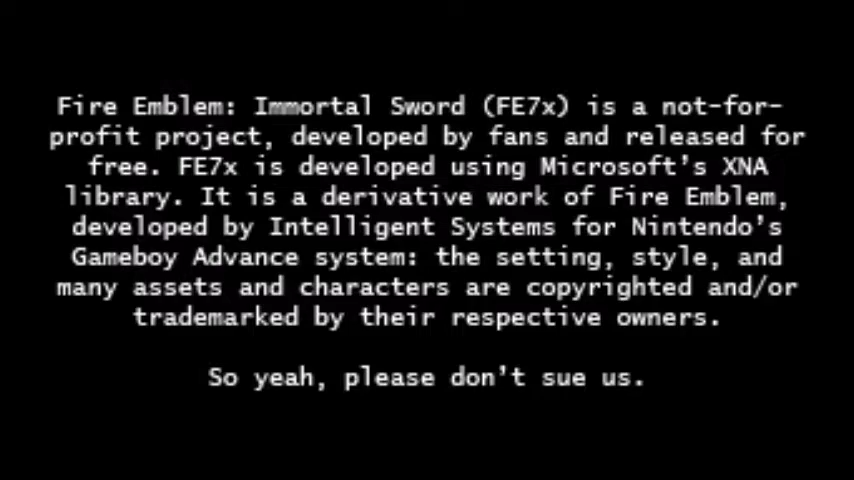 Fire Emblem: Immortal Sword (FE7x) is a not-for-
profit project, developed by fans and released for
free. FE7x is developed using Microsoft's XNA
library. It is a derivative work of Fire Emblem,
developed by Intelligent Systems for Nintendo's
Gameboy Advance system: the setting, style, and
many assets and characters are copyrighted and/or
trademarked by their respective owners.
So yeah, please don't sue us.